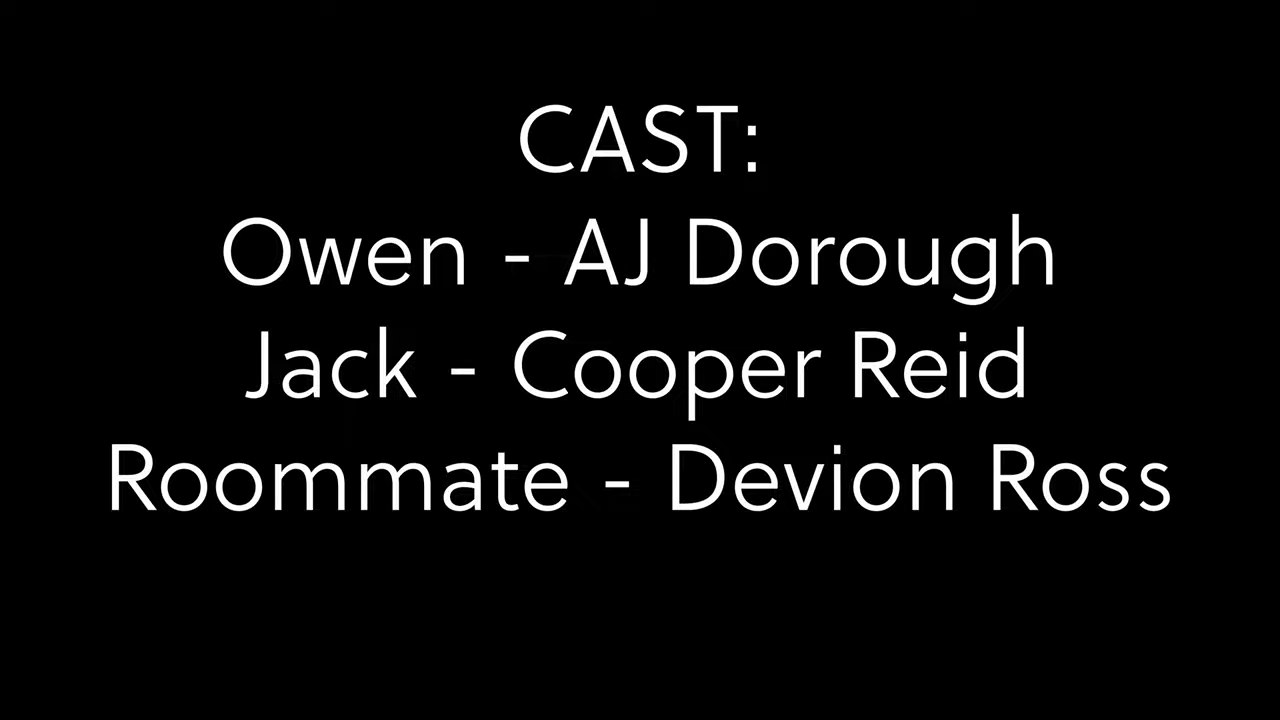 CAST:
Owen - AJ Dorough
Jack - Cooper Reid
Roommate - Devion Ross